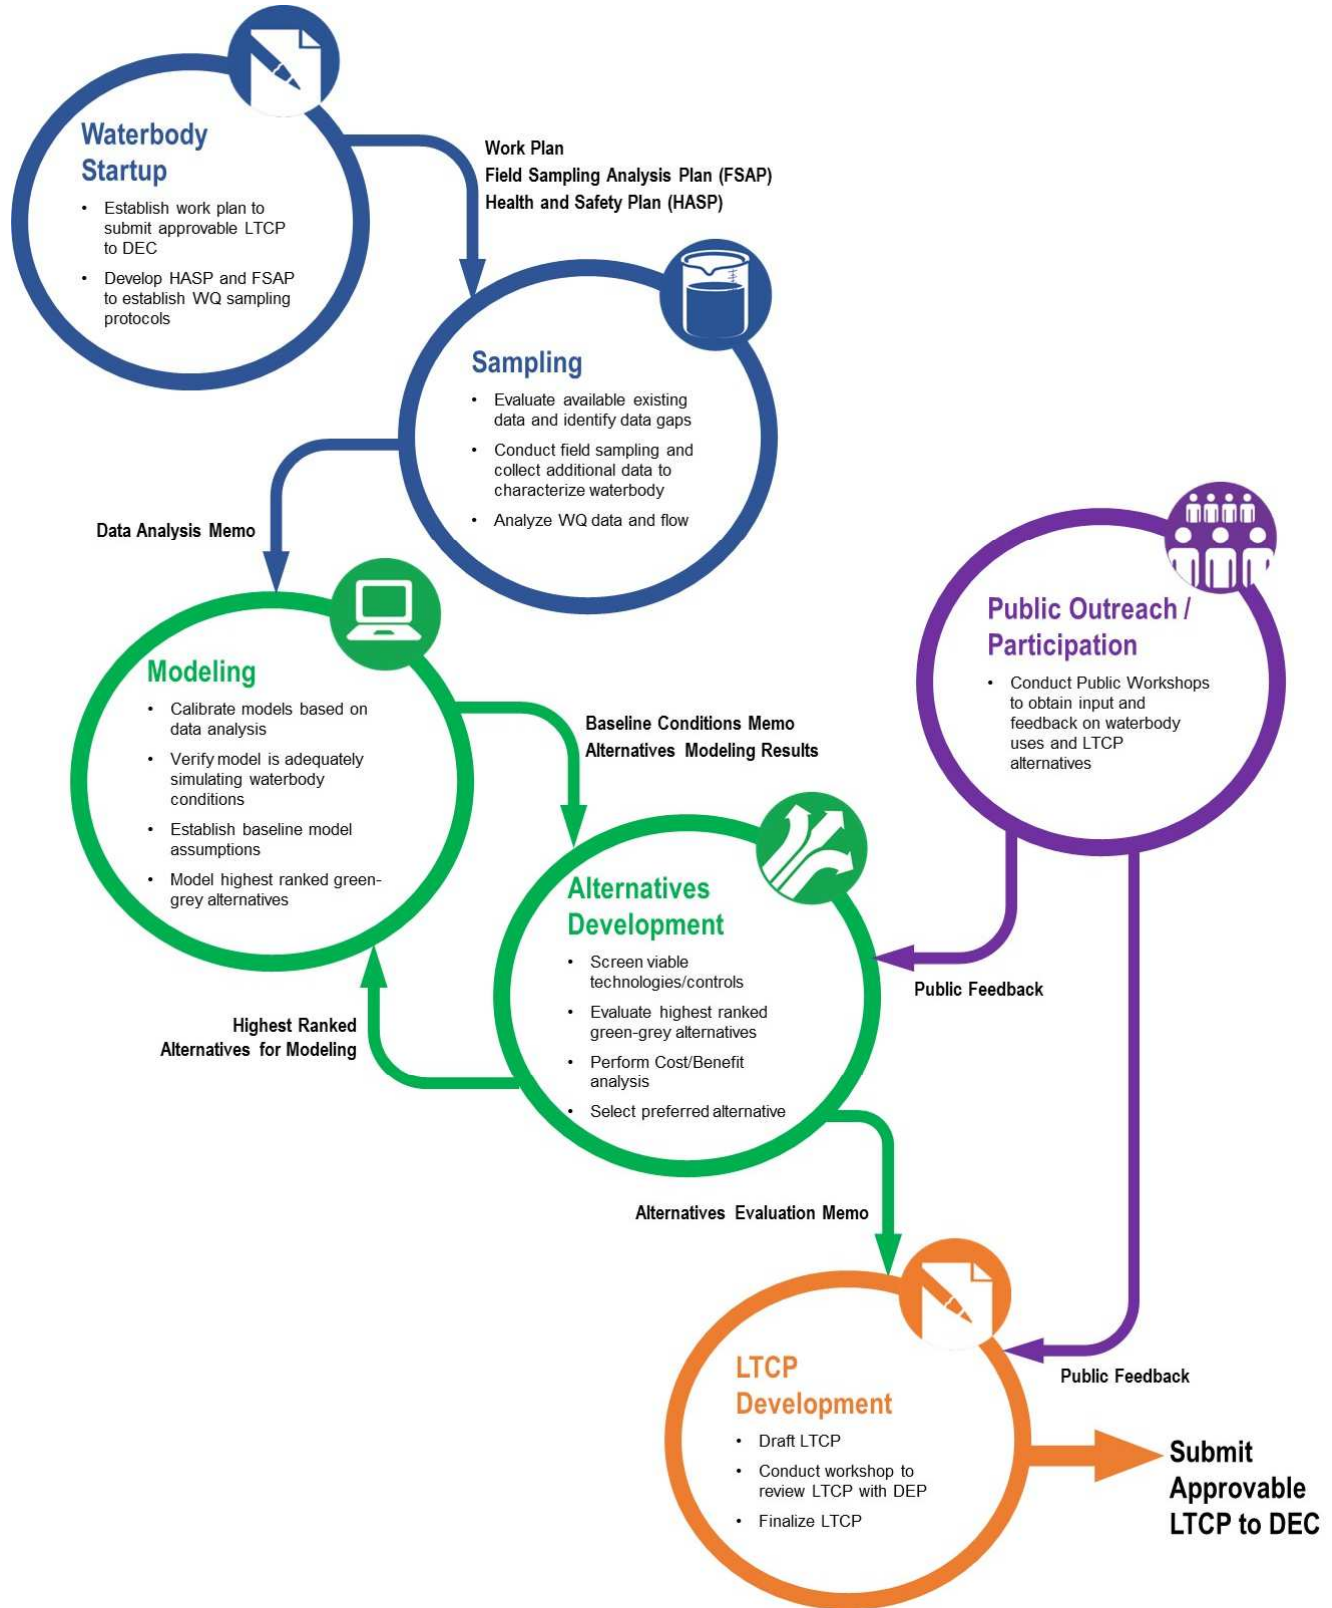 Waterbody
Startup
• Establish work plan to
submit approvable LTCP
to DEC
• Develop HASP and FSAP
to establish WQ sampling
protocols
Work Plan
Field Sampling Analysis Plan (FSAP)
Health and Safety Plan (HASP)
Sampling
• Evaluate available existing
data and identify data gaps
• Conduct field sampling and
collect additional data to
characterize waterbody
• Analyze WQ data and flow
Data Analysis Memo
Modeling
• Calibrate models based on
data analysis
• Verify model is adequately
simulating waterbody
conditions
• Establish baseline model
assumptions
• Model highest ranked green-
grey alternatives
Baseline Conditions Memo
Alternatives Modeling Results
Public Outreach /
Participation
• Conduct Public Workshops
to obtain input and
feedback on waterbody
uses and LTCP
alternatives
Alternatives
Development
• Screen viable
technologies/controls
• Evaluate highest ranked
green-grey alternatives
• Perform Cost/Benefit
analysis
• Select preferred alternative
Public Feedback
Highest Ranked
Alternatives for Modeling
Alternatives Evaluation Memo
LTCP
Development
• Draft LTCP
• Conduct workshop to
review LTCP with DEP
• Finalize LTCP
Public Feedback
Submit
Approvable
LTCP to DEC